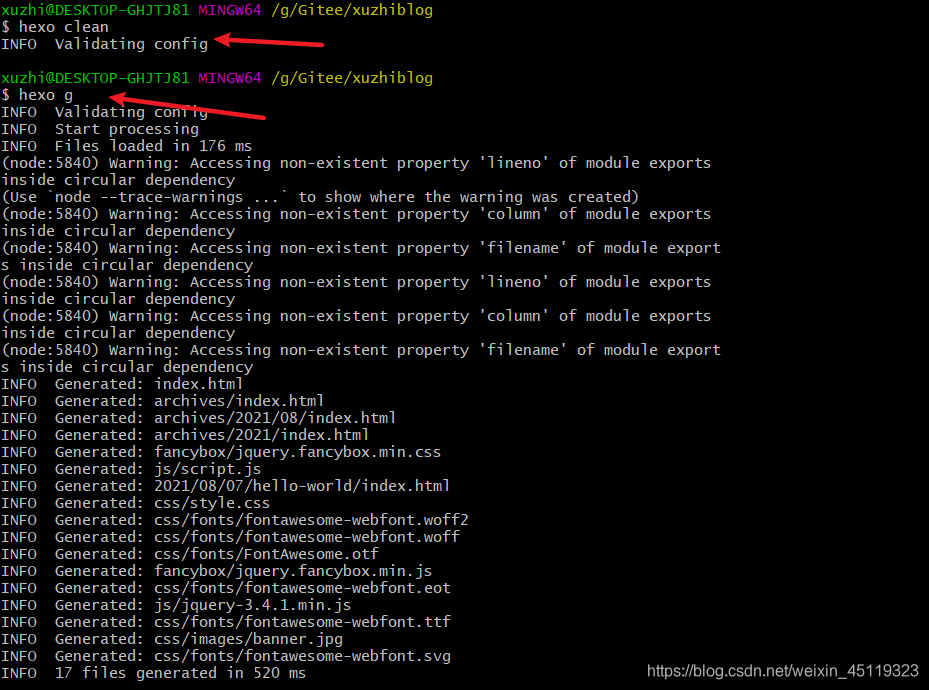 xuzhi@DESKTOP-GHJTJ81 MINGW64 /g/Gitee/xuzhiblog
$ hexo clean
INFO  Validating config
xuzhi@DESKTOP-GHJTJ81 MINGW64 /g/Gitee/xuzhiblog
$ hexo g
INFO  Validating config
INFO  Start processing
INFO  Files loaded in 176 ms
(node:5840) Warning: Accessing non-existent property 'lineno' of module exports
inside circular dependency
(Use `node --trace-warnings ...` to show where the warning was created)
(node:5840) Warning: Accessing non-existent property 'column' of module exports
inside circular dependency
(node:5840) Warning: Accessing non-existent property 'filename' of module export
s inside circular dependency
(node:5840) Warning: Accessing non-existent property 'lineno' of module exports
inside circular dependency
(node:5840) Warning: Accessing non-existent property 'column' of module exports
inside circular dependency
(node:5840) Warning: Accessing non-existent property 'filename' of module export
s inside circular dependency
INFO  Generated: index.html
INFO  Generated: archives/index.html
INFO  Generated: archives/2021/08/index.html
INFO  Generated: archives/2021/index.html
INFO  Generated: fancybox/jquery.fancybox.min.css
INFO  Generated: js/script.js
INFO  Generated: 2021/08/07/hello-world/index.html
INFO  Generated: css/style.css
INFO  Generated: css/fonts/fontawesome-webfont.woff2
INFO  Generated: css/fonts/fontawesome-webfont.woff
INFO  Generated: css/fonts/FontAwesome.otf
INFO  Generated: fancybox/jquery.fancybox.min.js
INFO  Generated: css/fonts/fontawesome-webfont.eot
INFO  Generated: js/jquery-3.4.1.min.js
INFO  Generated: css/fonts/fontawesome-webfont.ttf
INFO  Generated: css/images/banner.jpg
INFO  Generated: css/fonts/fontawesome-webfont.svg
INFO  17 files generated in 520 ms
https://blog.csdn.net/weixin_45119323